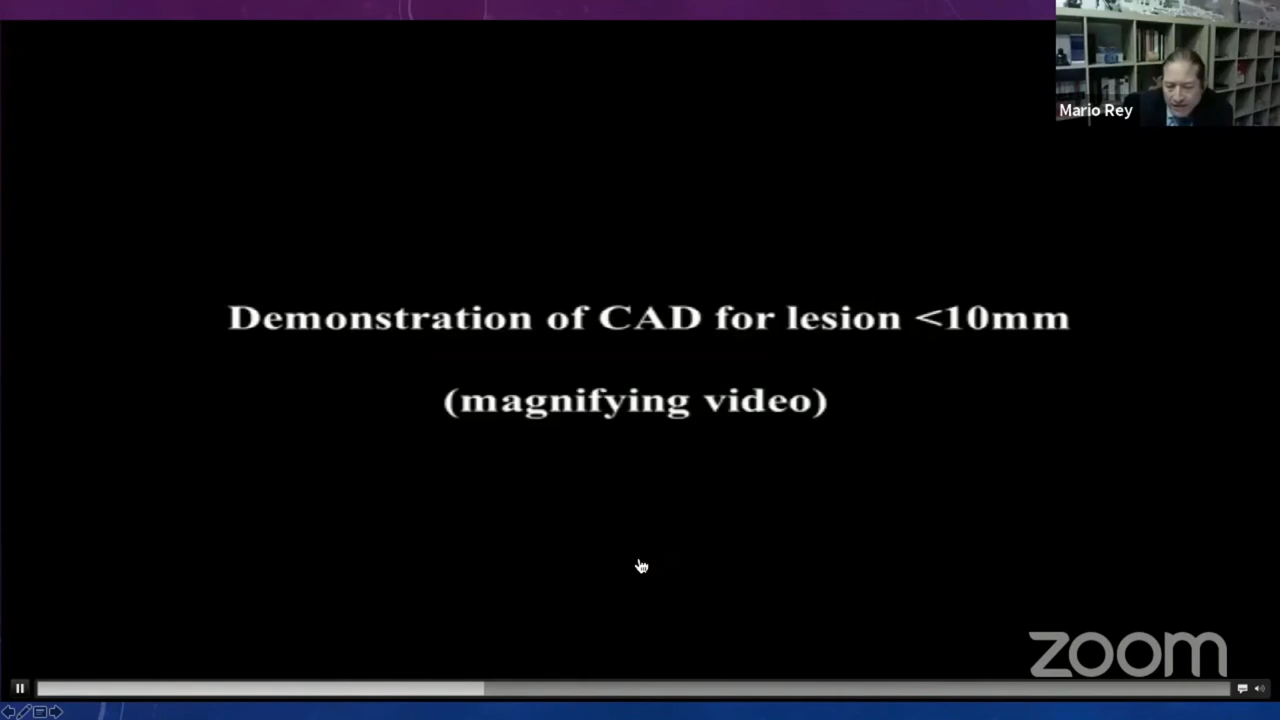 Mario Rey
Demonstration of CAD for lesion <10mm
(magnifying video)
zoom